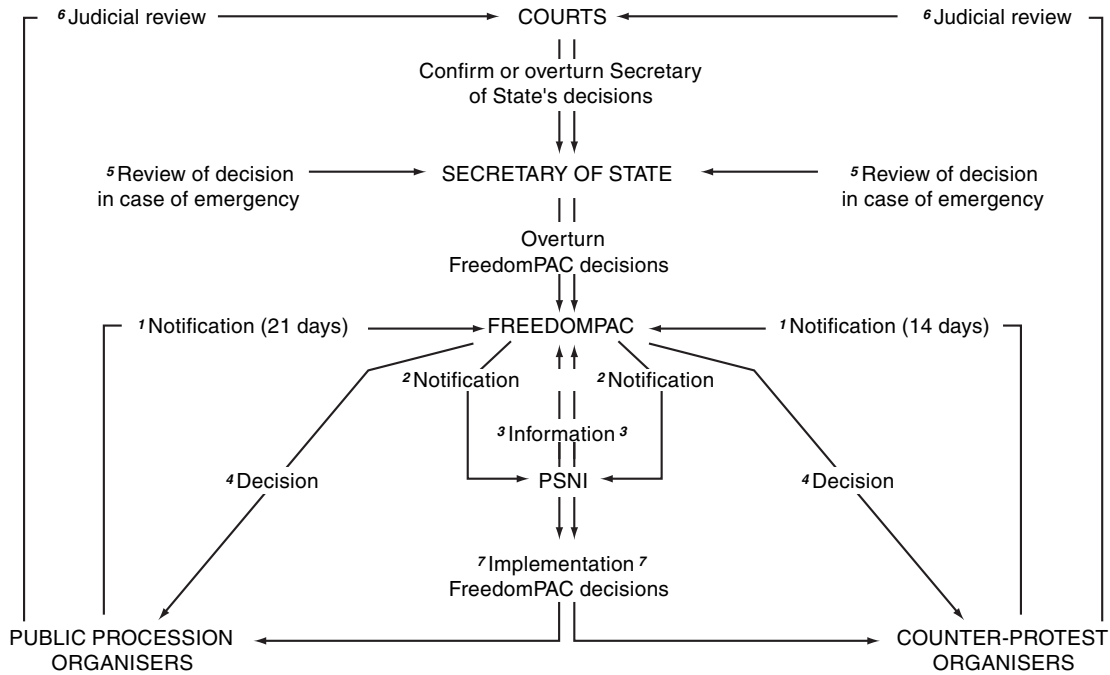 6 Judicial review
COURTS
6 Judicial review
Confirm or overturn Secretary
of State's decisions
5 Review of decision
in case of emergency
SECRETARY OF STATE
5 Review of decision
in case of emergency
Overturn
FreedomPAC decisions
1 Notification (21 days)
FREEDOMPAC
1 Notification (14 days)
2 Notification
2 Notification
3 Information 3
4 Decision
PSNI
4 Decision
7 Implementation 7
FreedomPAC decisions
PUBLIC PROCESSION
ORGANISERS
COUNTER-PROTEST
ORGANISERS